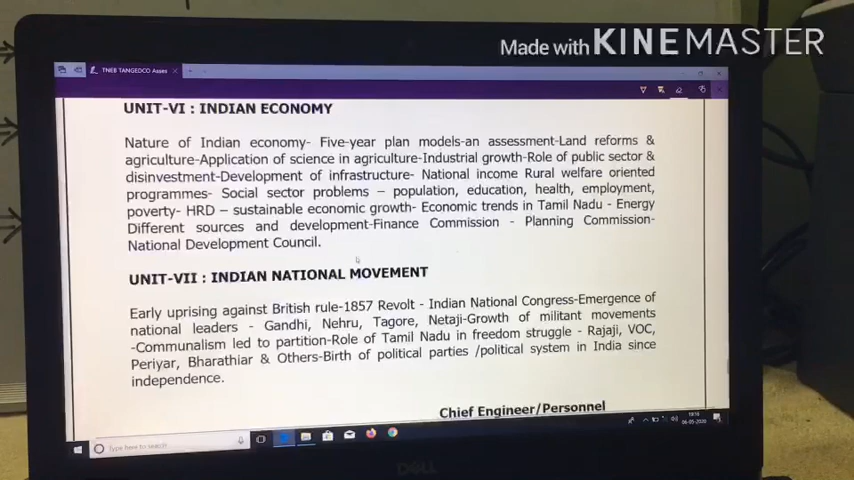 Made with KINEMASTER
TNEB TANGEDCO Asses
UNIT-VI : INDIAN ECONOMY
Nature of Indian economy- Five-year plan models-an assessment-Land reforms &
agriculture-Application of science in agriculture-Industrial growth-Role of public sector &
disinvestment-Development of infrastructure- National income Rural welfare oriented
programmes- Social sector problems – population, education, health, employment,
poverty- HRD – sustainable economic growth- Economic trends in Tamil Nadu - Energy
Different sources and development-Finance Commission - Planning Commission-
National Development Council.
UNIT-VII : INDIAN NATIONAL MOVEMENT
Early uprising against British rule-1857 Revolt - Indian National Congress-Emergence of
national leaders - Gandhi, Nehru, Tagore, Netaji-Growth of militant movements
-Communalism led to partition-Role of Tamil Nadu in freedom struggle - Rajaji, VOC,
Periyar, Bharathiar & Others-Birth of political parties /political system in India since
independence.
Chief Engineer/Personnel
Type here to search
06-05-2020
DELL